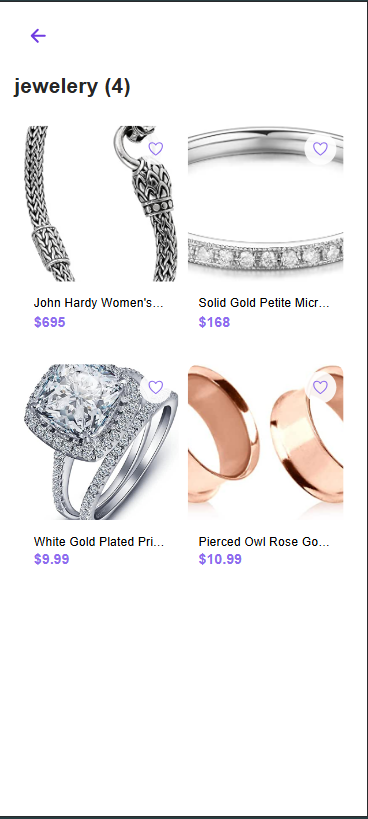 jewelery (4)
John Hardy Women's...
Solid Gold Petite Micr...
$695
$168
White Gold Plated Pri...
Pierced Owl Rose Go...
$9.99
$10.99